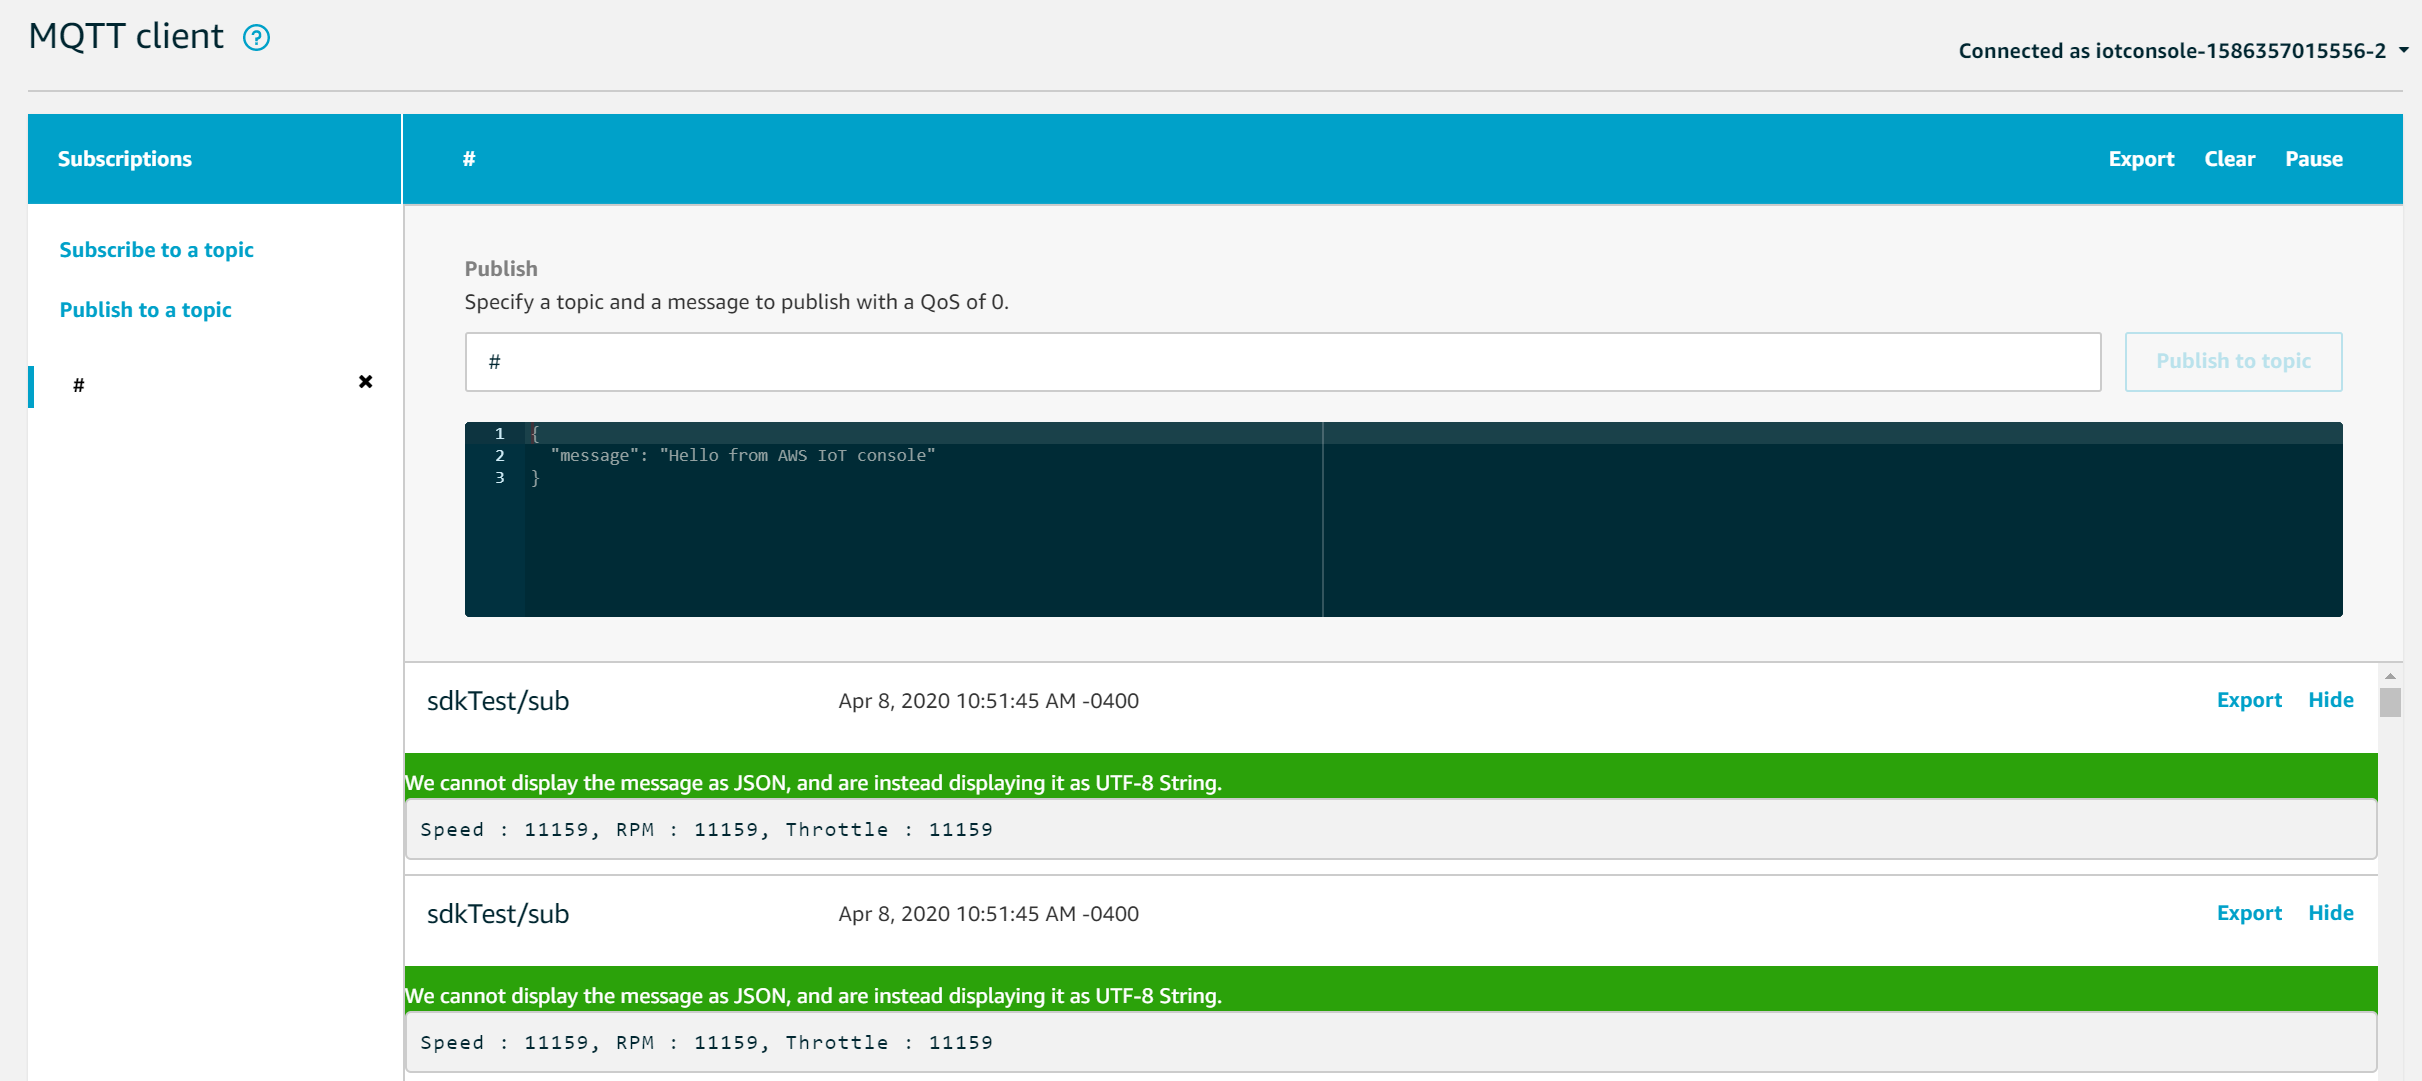 MQTT client ?
Connected as iotconsole-1586357015556-2
Subscriptions
#
Export Clear Pause
Subscribe to a topic
Publish to a topic
#
Publish
Specify a topic and a message to publish with a QoS of 0.
#
Publish to topic
1 {
2 "message": "Hello from AWS IoT console"
3 }
sdkTest/sub Apr 8, 2020 10:51:45 AM -0400 Export Hide
We cannot display the message as JSON, and are instead displaying it as UTF-8 String.
Speed : 11159, RPM : 11159, Throttle : 11159
sdkTest/sub Apr 8, 2020 10:51:45 AM -0400 Export Hide
We cannot display the message as JSON, and are instead displaying it as UTF-8 String.
Speed : 11159, RPM : 11159, Throttle : 11159